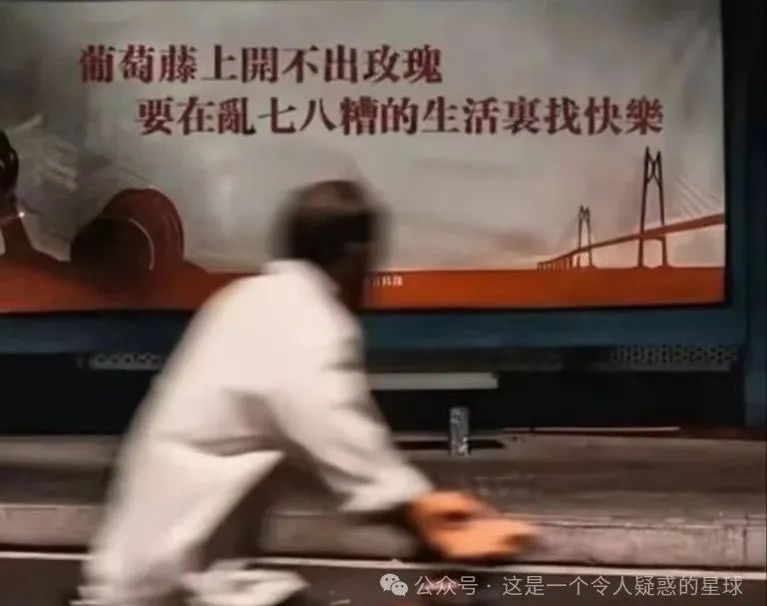 葡萄藤上開不出玫瑰
要在亂七八糟的生活裏找快樂
公众号 · 这是一个令人疑惑的星球